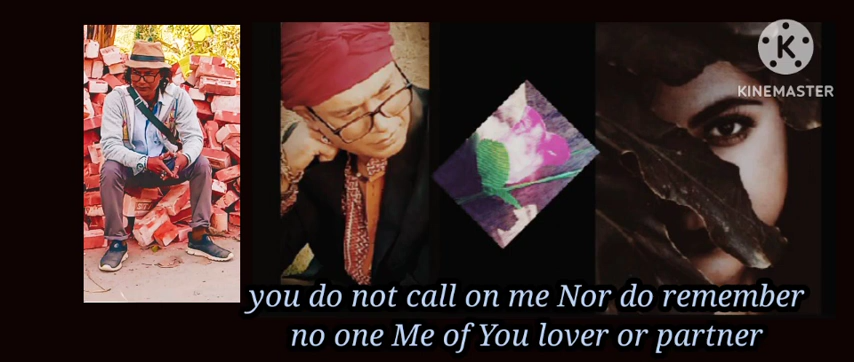 K
KINEMASTER
you do not call on me Nor do remember
no one Me of You lover or partner